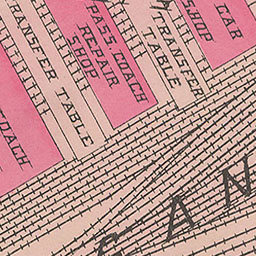 TRANSFER TABLE
PASS. COACH
REPAIR
SHOP
TRANSFER
TABLE
SHOP
CAR
COACH
AN